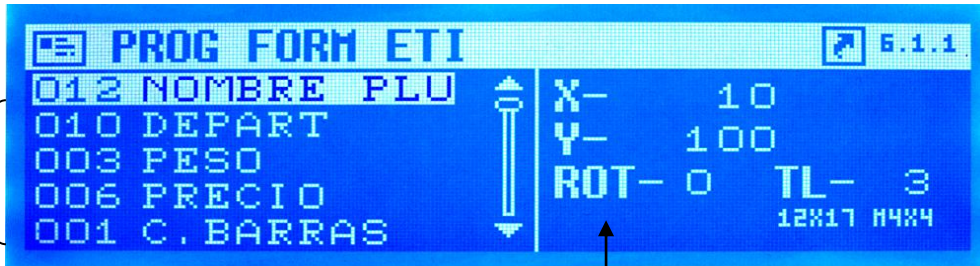 PROG FORM ETI 6.1.1
012 NOMBRE PLU
010 DEPART
003 PESO
006 PRECIO
001 C.BARRAS
X- 10
Y- 100
ROT- 0 TL- 3
12X17 M4X4